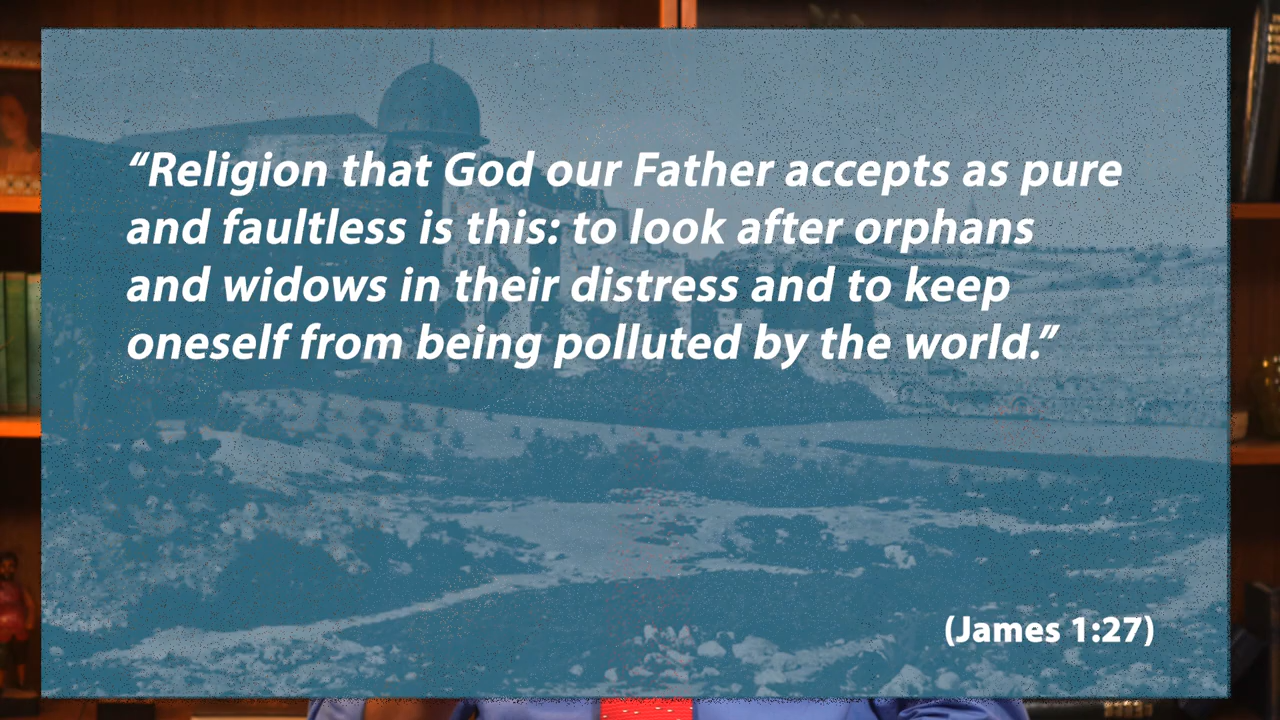 “Religion that God our Father accepts as pure
and faultless is this: to look after orphans
and widows in their distress and to keep
oneself from being polluted by the world.”
(James 1:27)